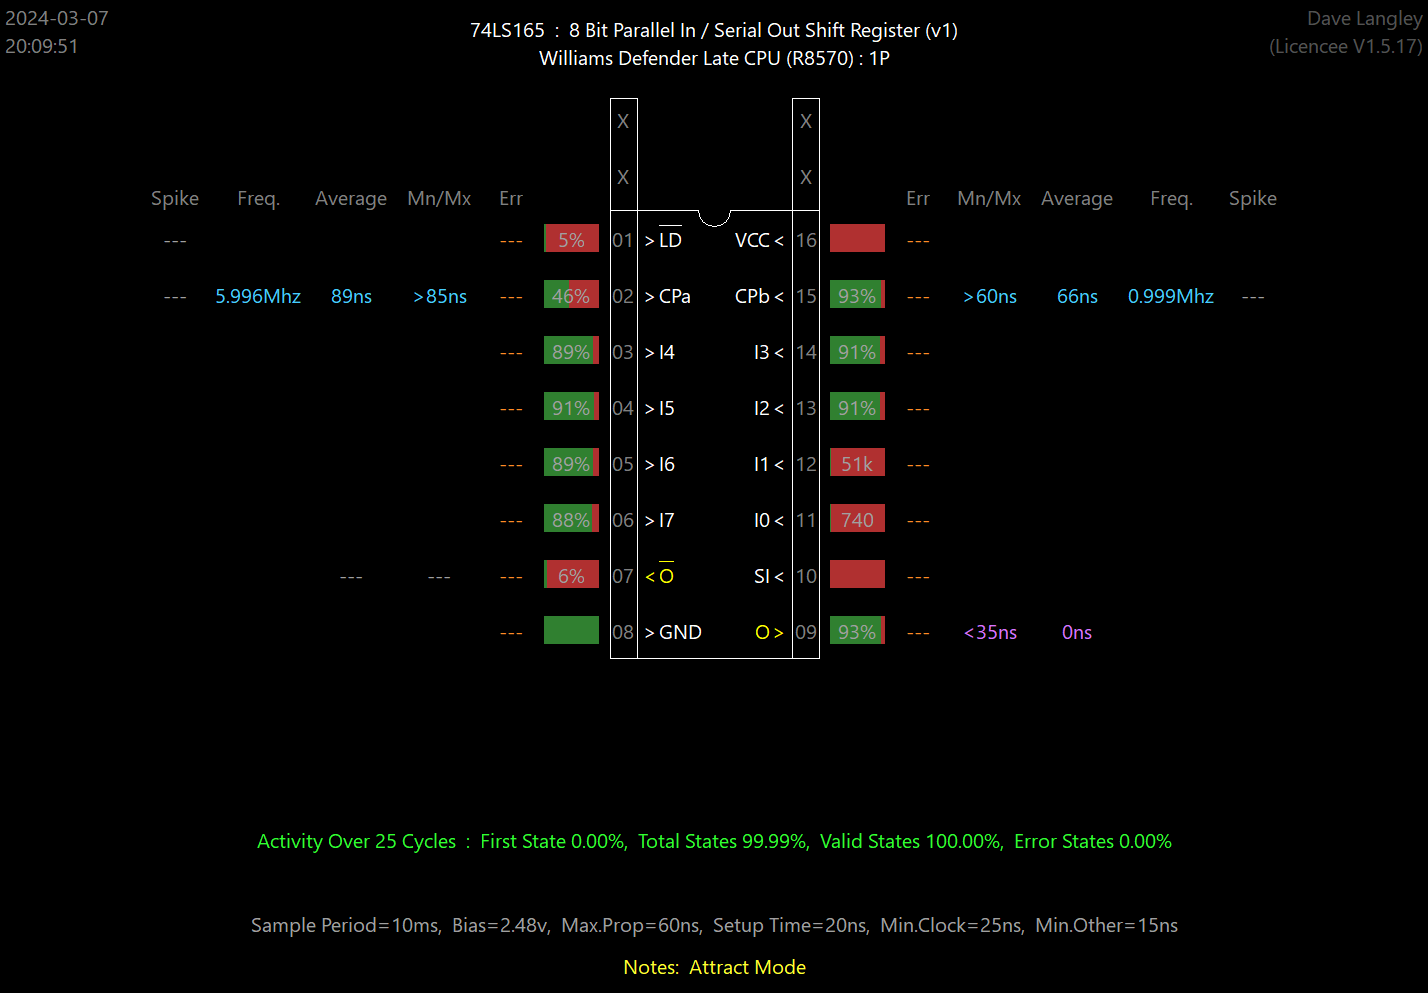 2024-03-07
20:09:51
74LS165 : 8 Bit Parallel In / Serial Out Shift Register (v1)
Williams Defender Late CPU (R8570) : 1P
Dave Langley
(Licencee V1.5.17)
X X
X X
Spike Freq. Average Mn/Mx Err Err Mn/Mx Average Freq. Spike
--- --- 5% 01 >LD VCC< 16 ---
--- 5.996Mhz 89ns >85ns --- 46% 02 >CPa CPb< 15 93% --- >60ns 66ns 0.999Mhz ---
--- 89% 03 >I4 I3< 14 91% ---
--- 91% 04 >I5 I2< 13 91% ---
--- 89% 05 >I6 I1< 12 51k ---
--- 88% 06 >I7 I0< 11 740 ---
--- --- --- 6% 07 <O SI< 10 ---
--- 08 >GND O> 09 93% --- <35ns 0ns
Activity Over 25 Cycles : First State 0.00%, Total States 99.99%, Valid States 100.00%, Error States 0.00%
Sample Period=10ms, Bias=2.48v, Max.Prop=60ns, Setup Time=20ns, Min.Clock=25ns, Min.Other=15ns
Notes: Attract Mode